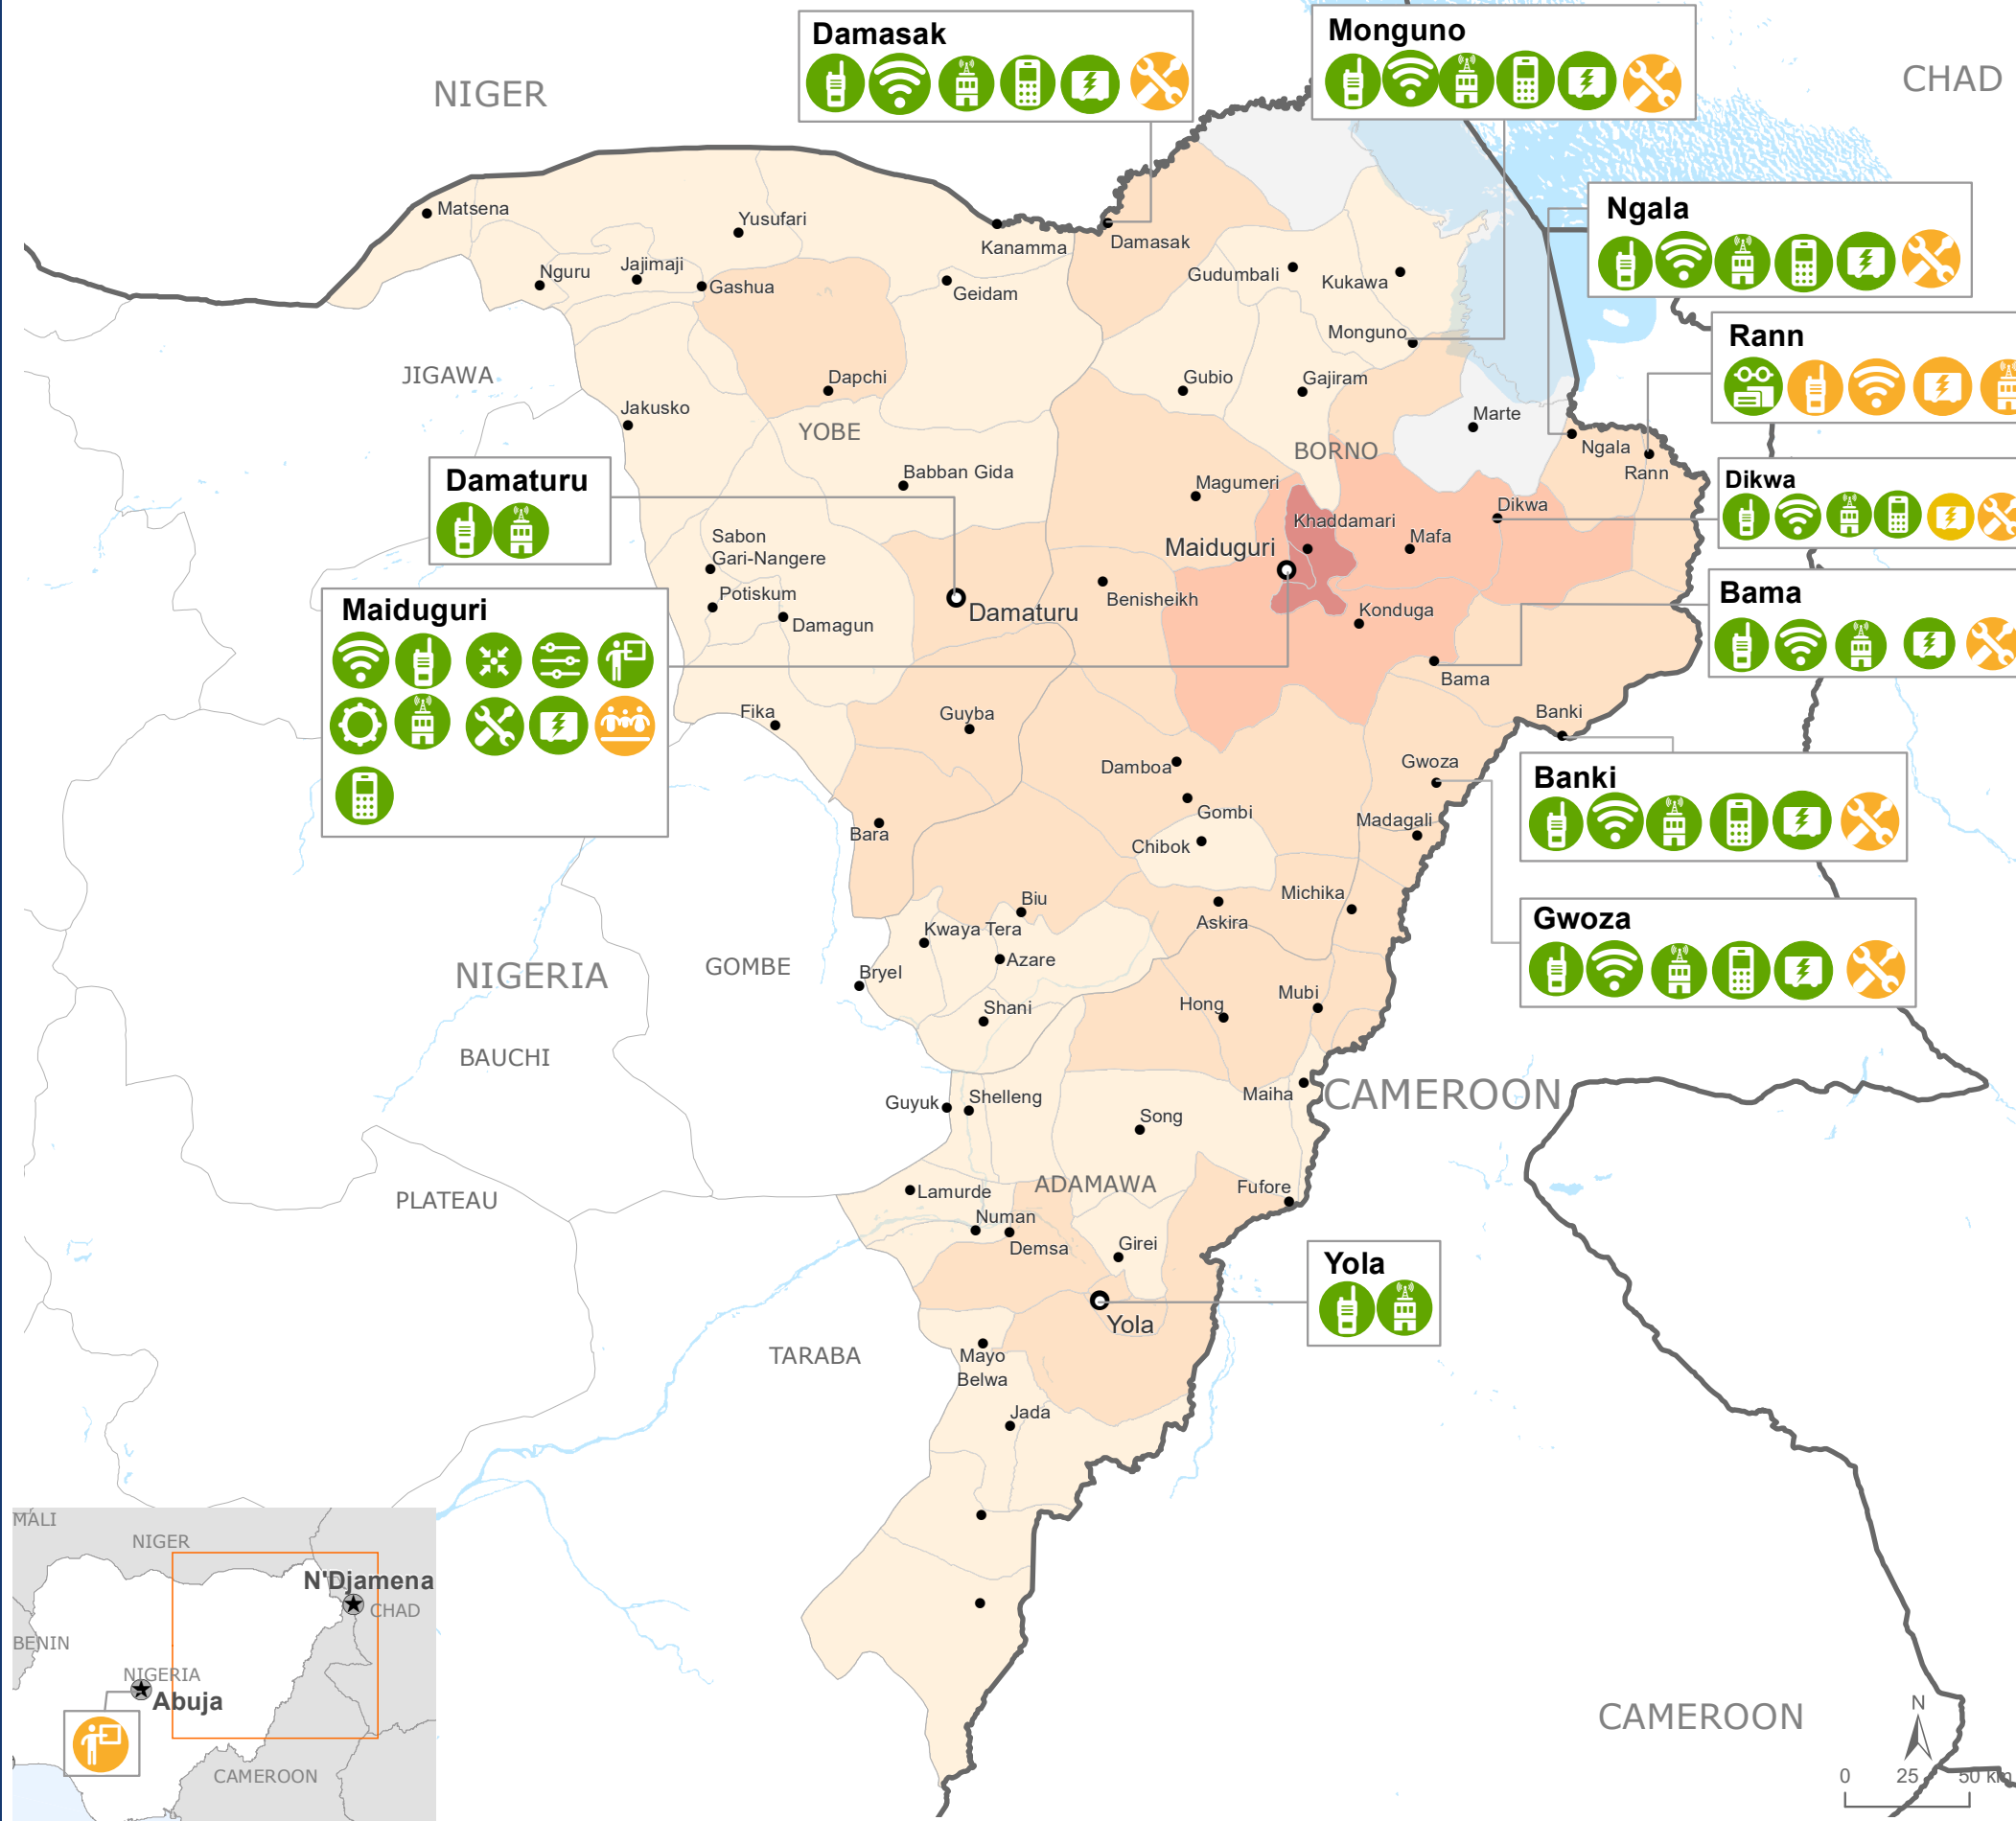 Damasak
Monguno
NIGER
CHAD
Ngala
Matsena
Yusufari
Kanamma
Damasak
Nguru
Jajimaji
Gashua
Geidam
Gudumbali
Kukawa
Monguno
Rann
JIGAWA
Dapchi
Gubio
Gajiram
Jakusko
YOBE
Marte
BORNO
Ngala
Rann
Damaturu
Babban Gida
Magumeri
Dikwa
Dikwa
Khaddamari
Mafa
Sabon
Gari-Nangere
Maiduguri
Potiskum
Damagun
Damaturu
Benisheikh
Konduga
Bama
Maiduguri
Bama
Fika
Guyba
Banki
Damboa
Gwoza
Banki
Gombi
Bara
Madagali
Chibok
Michika
Biu
Askira
Gwoza
Kwaya Tera
Azare
NIGERIA
GOMBE
Bryel
Shani
Hong
Mubi
BAUCHI
Maiha
CAMEROON
Guyuk
Shelleng
Song
PLATEAU
ADAMAWA
Lamurde
Fufore
Numan
Demsa
Girei
Yola
Yola
TARABA
Mayo
Belwa
Jada
MALI
NIGER
N'Djamena
CHAD
BENIN
NIGERIA
Abuja
CAMEROON
CAMEROON
N
0 25 50 km